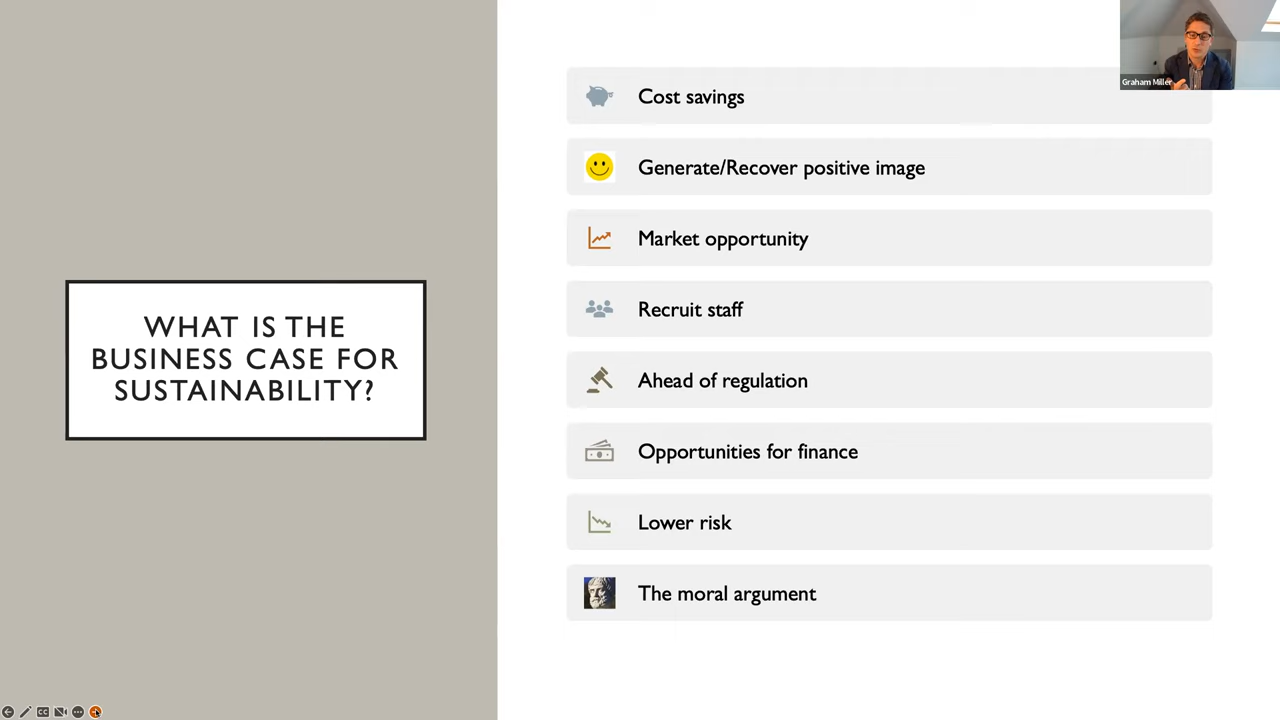 Graham Miller
Cost savings
Generate/Recover positive image
Market opportunity
Recruit staff
WHAT IS THE
BUSINESS CASE FOR
SUSTAINABILITY?
Ahead of regulation
Opportunities for finance
Lower risk
The moral argument
CC